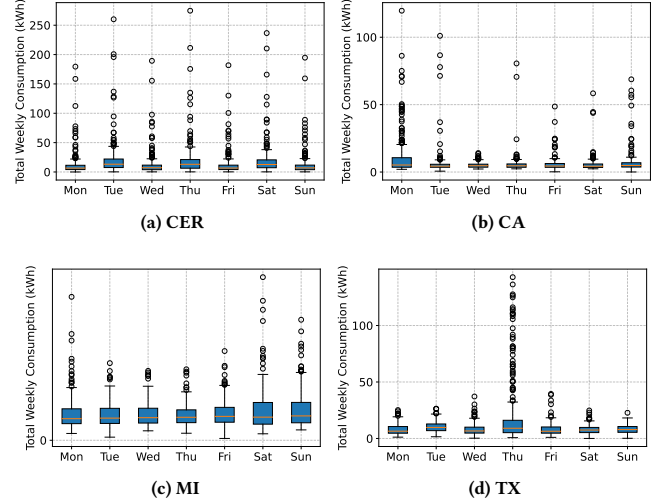 Total Weekly Consumption (kWh)
250
200
150
100
50
0
Mon Tue Wed Thu Fri Sat Sun
(a) CER
Total Weekly Consumption (kWh)
100
50
0
Mon Tue Wed Thu Fri Sat Sun
(b) CA
Total Weekly Consumption (kWh)
0
Mon Tue Wed Thu Fri Sat Sun
(c) MI
Total Weekly Consumption (kWh)
100
50
0
Mon Tue Wed Thu Fri Sat Sun
(d) TX